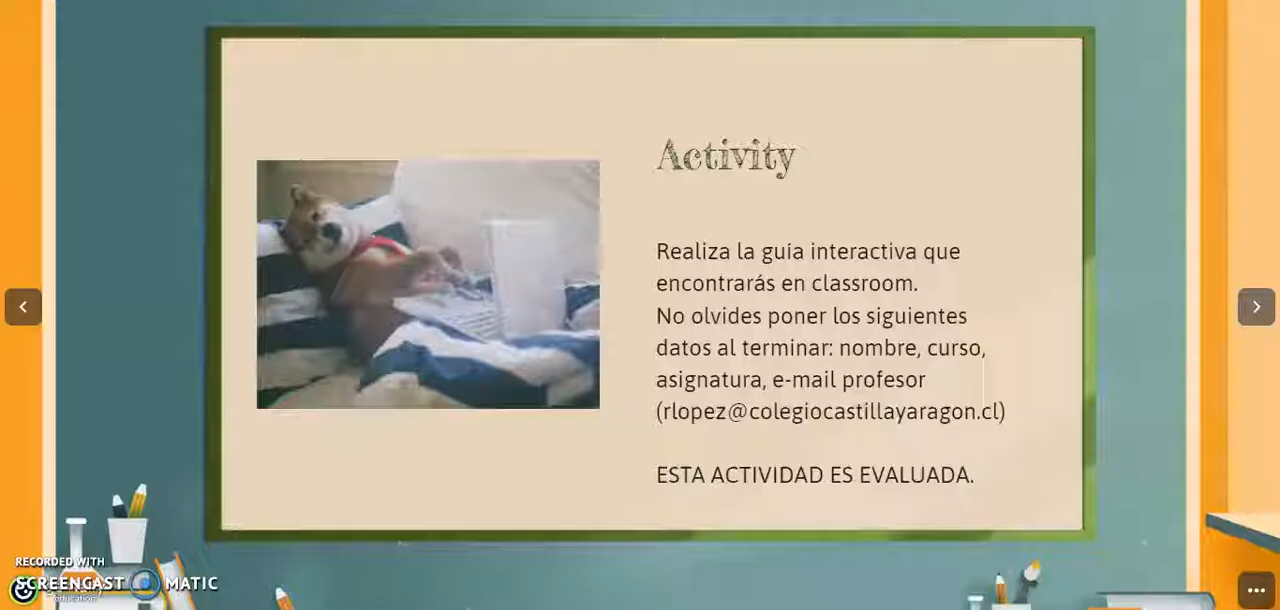 Activity
Realiza la guía interactiva que
encontrarás en classroom.
No olvides poner los siguientes
datos al terminar: nombre, curso,
asignatura, e-mail profesor
(rlopez@colegiocastillayaragon.cl)
ESTA ACTIVIDAD ES EVALUADA.
RECORDED WITH
SCREENCAST MATIC